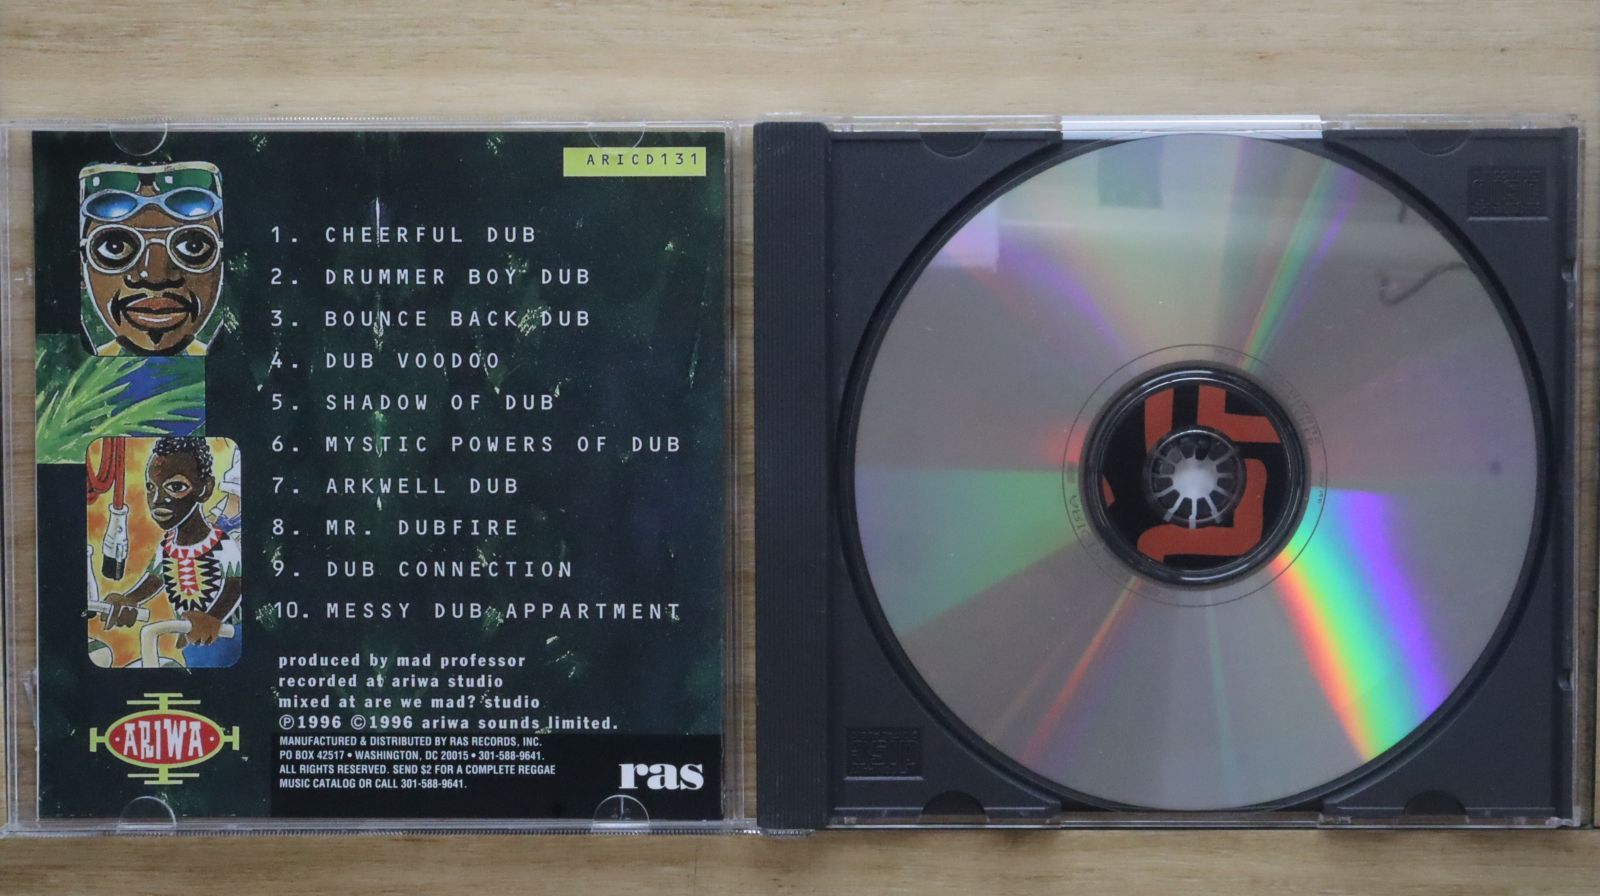 ARICD131
1. CHEERFUL DUB
2. DRUMMER BOY DUB
3. BOUNCE BACK DUB
4. DUB VOODOO
5. SHADOW OF DUB
6. MYSTIC POWERS OF DUB
7. ARKWELL DUB
8. MR. DUBFIRE
9. DUB CONNECTION
10. MESSY DUB APPARTMENT
produced by mad professor
recorded at ariwa studio
mixed at are we mad? studio
℗1996 ©1996 ariwa sounds limited.
ARIWA
MANUFACTURED & DISTRIBUTED BY RAS RECORDS, INC.
PO BOX 42517 • WASHINGTON, DC 20015 • 301-588-9641.
ALL RIGHTS RESERVED. SEND $2 FOR A COMPLETE REGGAE
MUSIC CATALOG OR CALL 301-588-9641.
ras